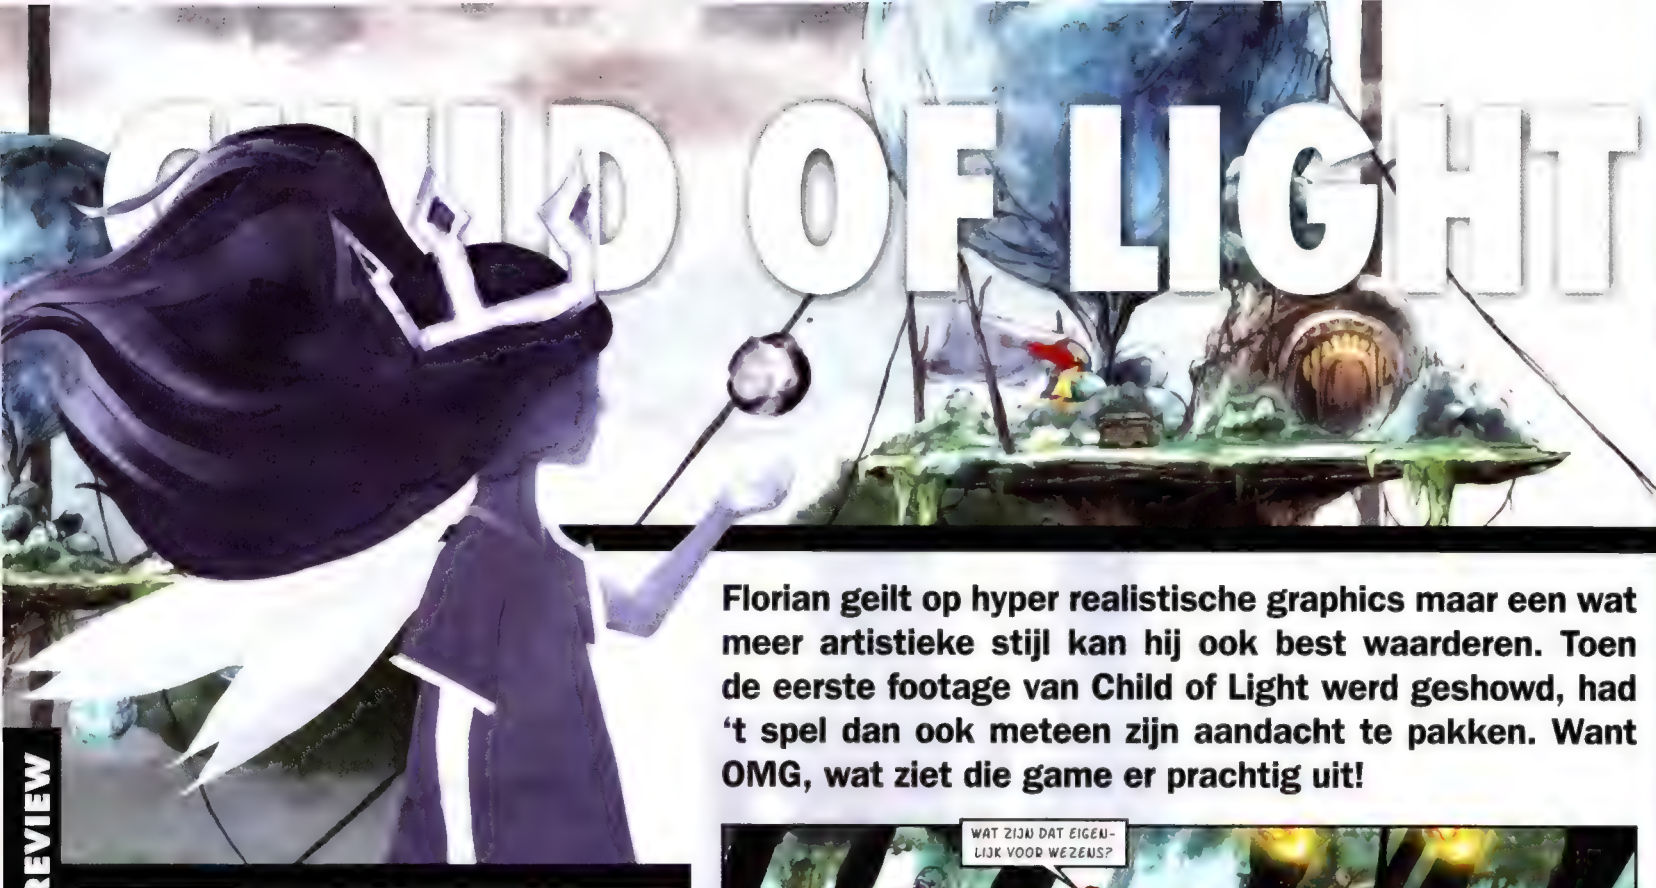 CHILD OF LIGHT
Florian geilt op hyper realistische graphics maar een wat
meer artistieke stijl kan hij ook best waarderen. Toen
de eerste footage van Child of Light werd geshowd, had
‘t spel dan ook meteen zijn aandacht te pakken. Want
OMG, wat ziet die game er prachtig uit!
REVIEW
WAT ZIJN DAT EIGEN-
LIJK VOOR WEZENS?